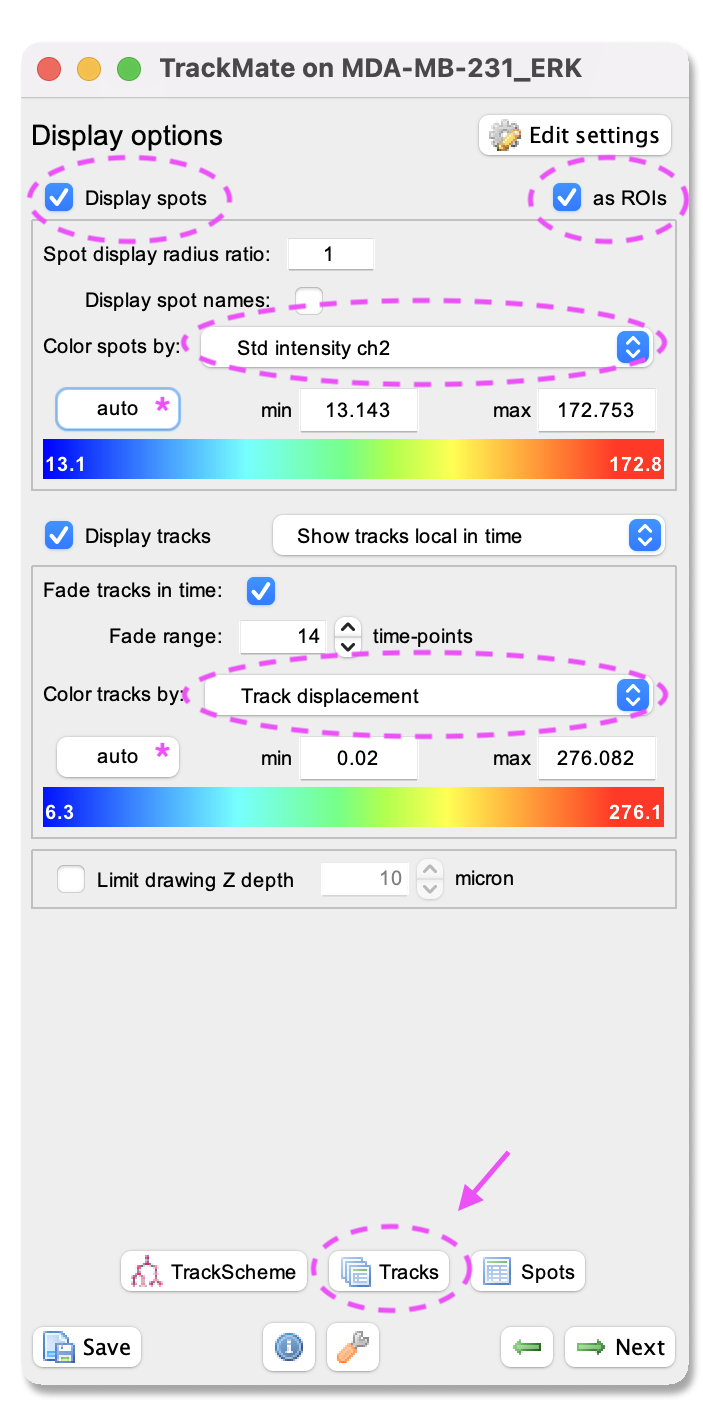 TrackMate on MDA-MB-231_ERK
Display options
Edit settings
Display spots
as ROIs
Spot display radius ratio: 1
Display spot names:
Color spots by: Std intensity ch2
auto * min 13.143 max 172.753
13.1 172.8
Display tracks Show tracks local in time
Fade tracks in time:
Fade range: 14 time-points
Color tracks by: Track displacement
auto * min 0.02 max 276.082
6.3 276.1
Limit drawing Z depth 10 micron
TrackScheme Tracks Spots
Save Next